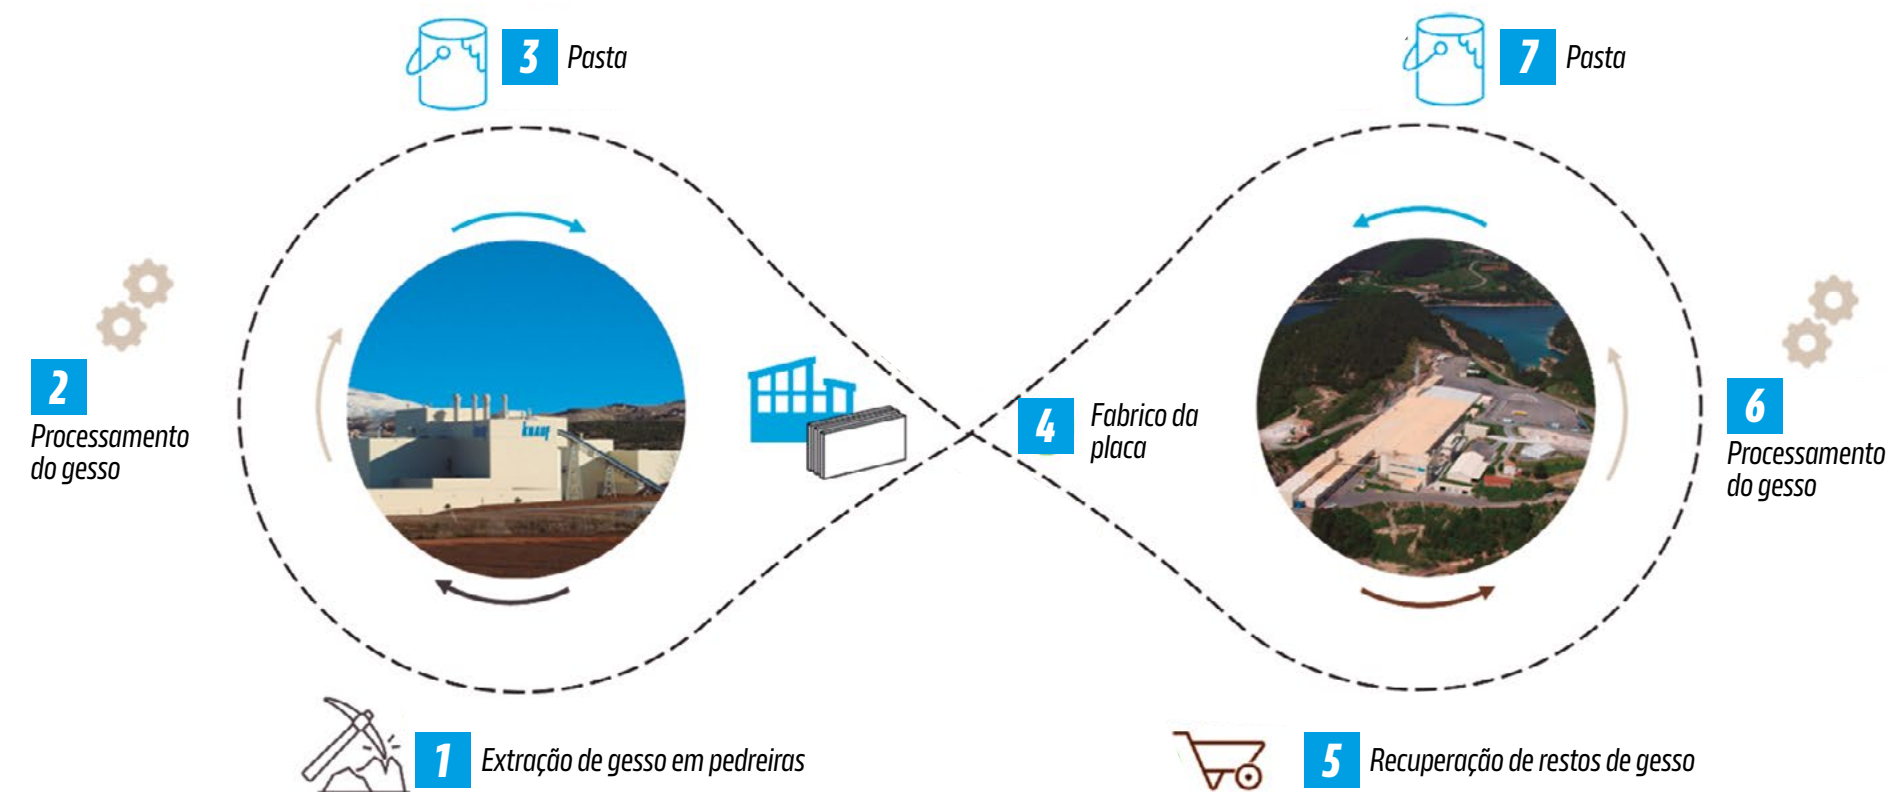 3 Pasta
7 Pasta
2
Processamento
do gesso
KNAUF
4 Fabrico da
placa
6
Processamento
do gesso
1 Extração de gesso em pedreiras
5 Recuperação de restos de gesso